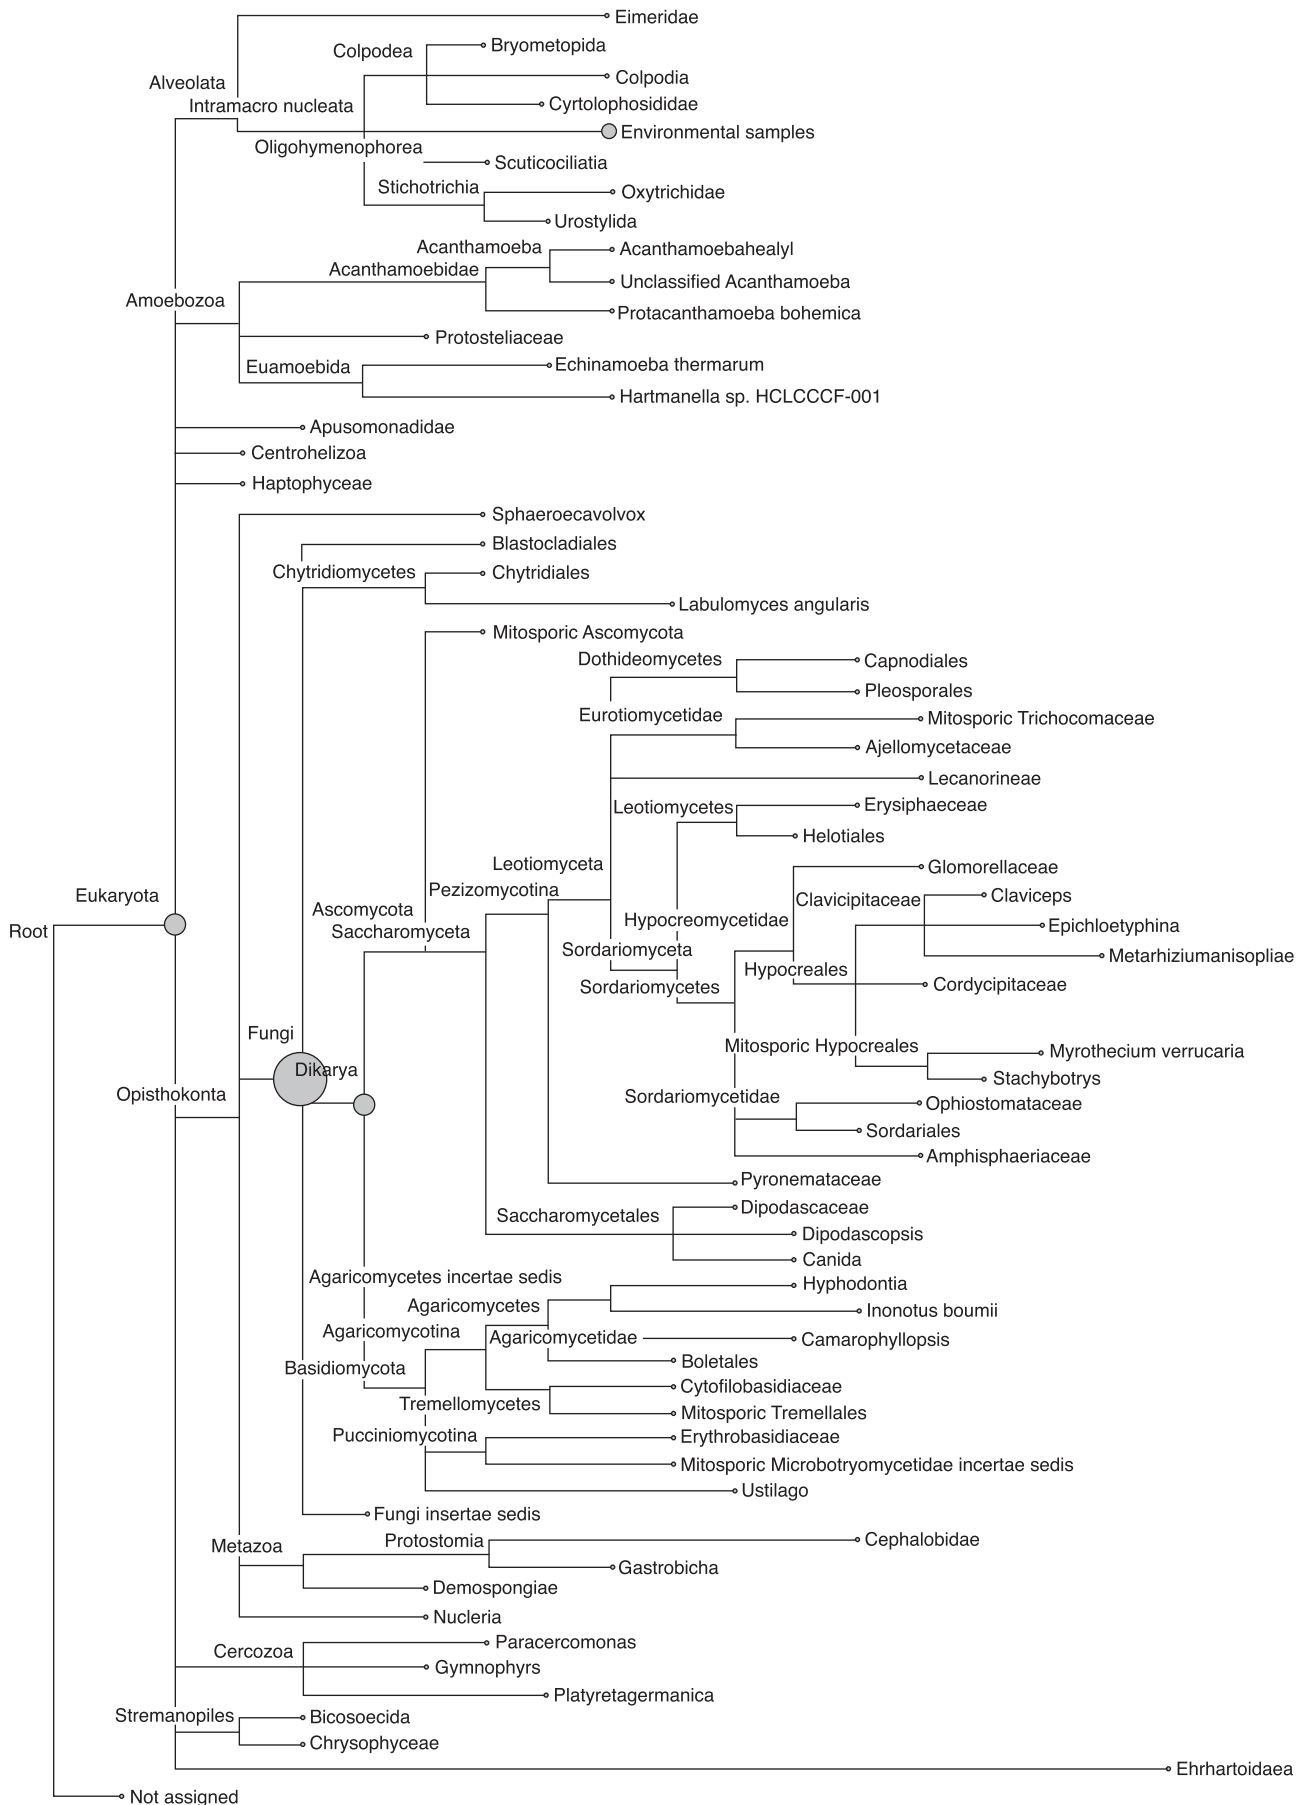 Eimeridae
Colpodea
Bryometopida
Colpodia
Alveolata
Intramacro nucleata
Cyrtolophosididae
Environmental samples
Oligohymenophorea
Scuticociliatia
Stichotrichia
Oxytrichidae
Urostylida
Acanthamoeba
Acanthamoebahealyl
Acanthamoebidae
Unclassified Acanthamoeba
Amoebozoa
Protacanthamoeba bohemica
Protosteliaceae
Euamoebida
Echinamoeba thermarum
Hartmanella sp. HCLCCCF-001
Apusomonadidae
Centrohelizoa
Haptophyceae
Sphaeroecavolvox
Blastocladiales
Chytridiomycetes
Chytridiales
Labulomyces angularis
Mitosporic Ascomycota
Dothideomycetes
Capnodiales
Pleosporales
Eurotiomycetidae
Mitosporic Trichocomaceae
Ajellomycetaceae
Lecanorineae
Leotiomycetes
Erysiphaeceae
Helotiales
Leotiomyceta
Glomorellaceae
Pezizomycotina
Eukaryota
Clavicipitaceae
Claviceps
Ascomycota
Hypocreomycetidae
Epichloetyphina
Root
Saccharomyceta
Sordariomyceta
Metarhiziumanisopliae
Hypocreales
Sordariomycetes
Cordycipitaceae
Fungi
Mitosporic Hypocreales
Myrothecium verrucaria
Dikarya
Stachybotrys
Opisthokonta
Sordariomycetidae
Ophiostomataceae
Sordariales
Amphisphaeriaceae
Pyronemataceae
Saccharomycetales
Dipodascaceae
Dipodascopsis
Canida
Agaricomycetes incertae sedis
Hyphodontia
Agaricomycetes
Inonotus boumii
Agaricomycotina
Agaricomycetidae
Camarophyllopsis
Basidiomycota
Boletales
Cytofilobasidiaceae
Tremellomycetes
Mitosporic Tremellales
Pucciniomycotina
Erythrobasidiaceae
Mitosporic Microbotryomycetidae incertae sedis
Ustilago
Fungi insertae sedis
Metazoa
Protostomia
Cephalobidae
Gastrobicha
Demospongiae
Nucleria
Paracercomonas
Cercozoa
Gymnophyrs
Platyretagermanica
Stremanopiles
Bicosoecida
Chrysophyceae
Ehrhartoidaea
Not assigned